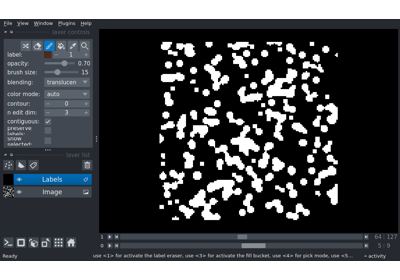 File View Window Plugins Help
layer controls
label: 1
opacity: 0.70
brush size: 15
blending: translucen
color mode: auto
contour: 0
n edit dim: 3
contiguous:
preserve labels:
show selected:
layer list
Labels
Image
1 64 127
0 5 9
Ready use <1> for activate the label eraser, use <3> for activate the fill bucket, use <4> for pick mode, use <5... activity